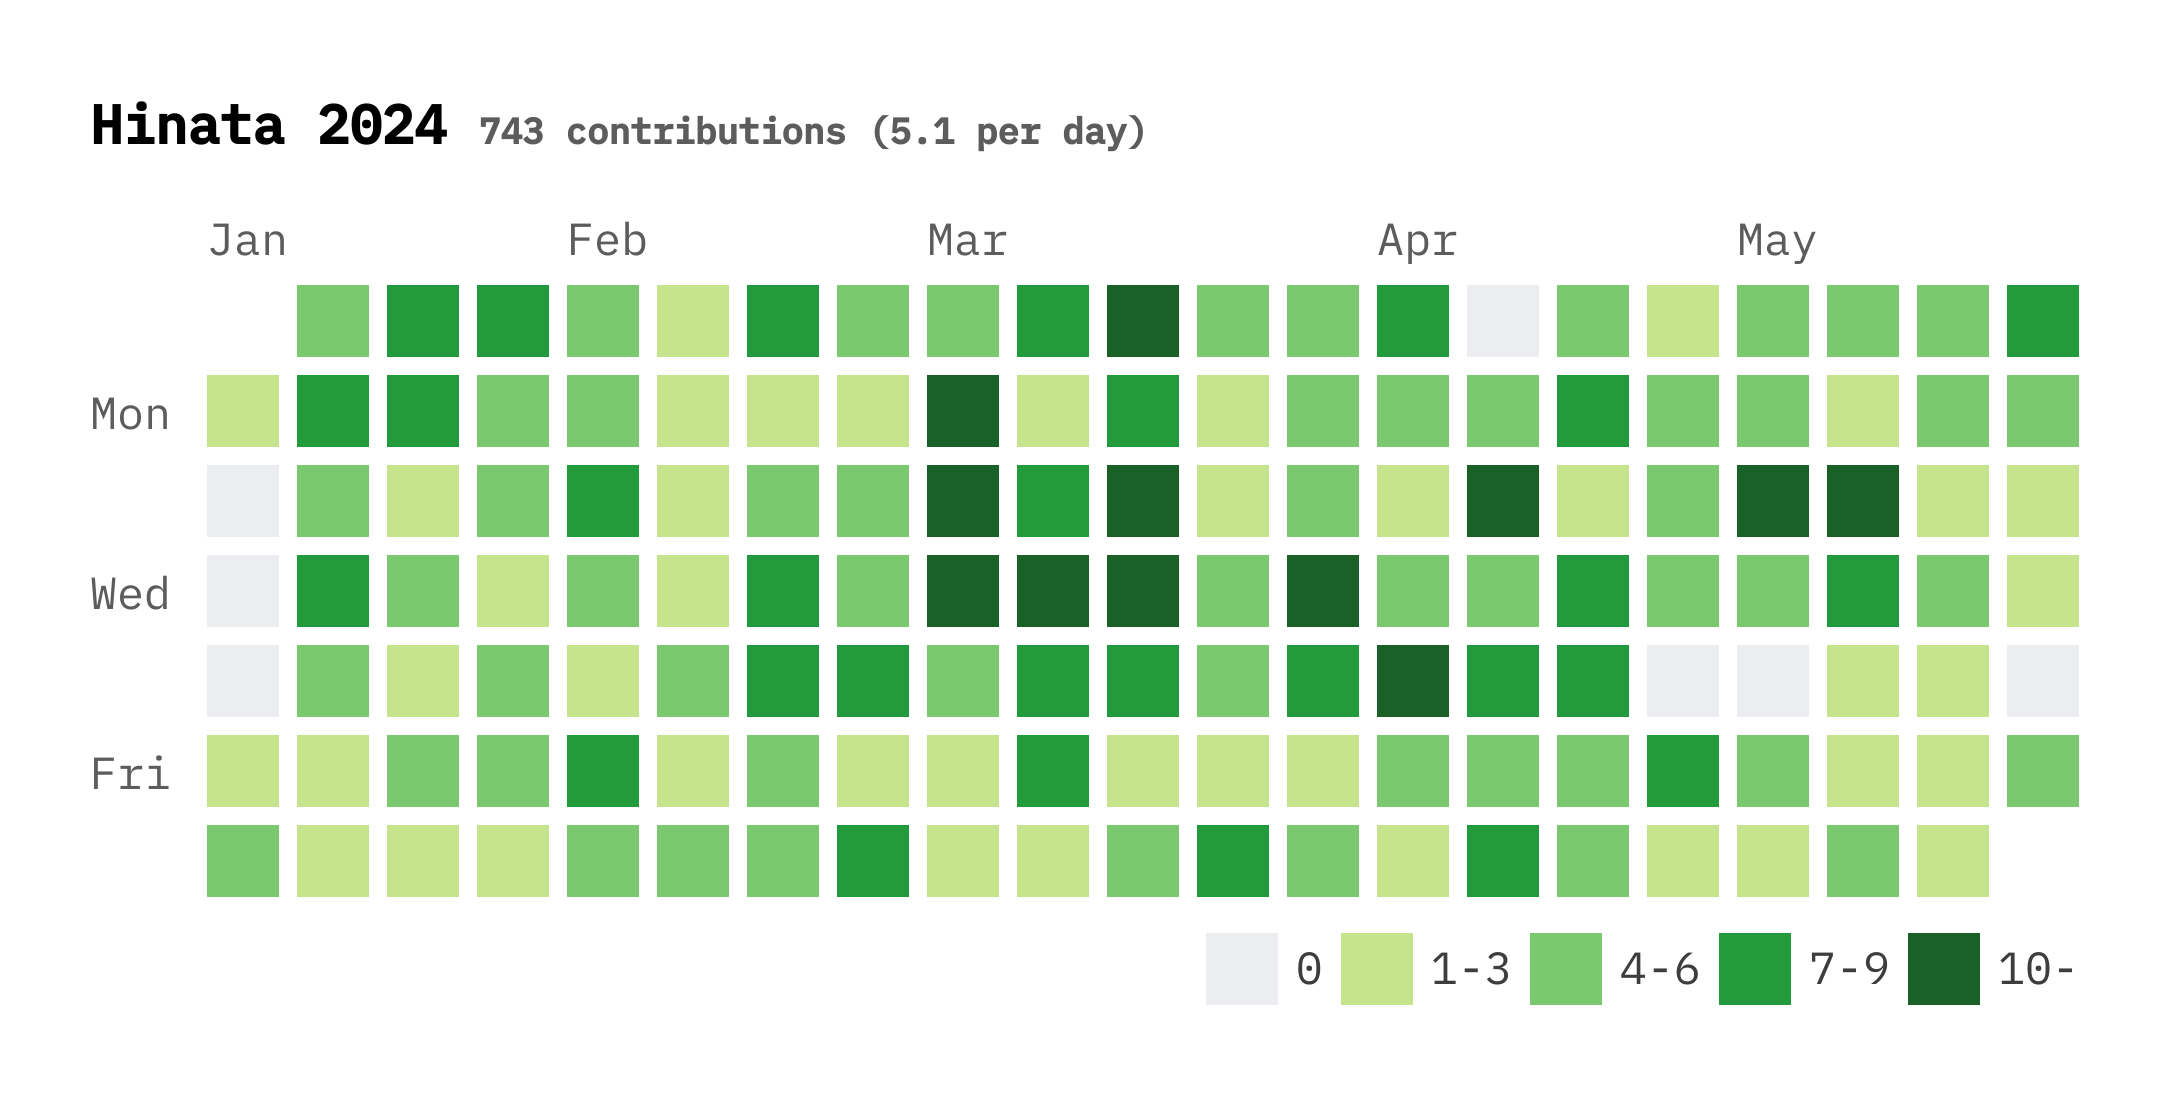 Hinata 2024 743 contributions (5.1 per day)
Jan Feb Mar Apr May
Mon
Wed
Fri
0 1-3 4-6 7-9 10-